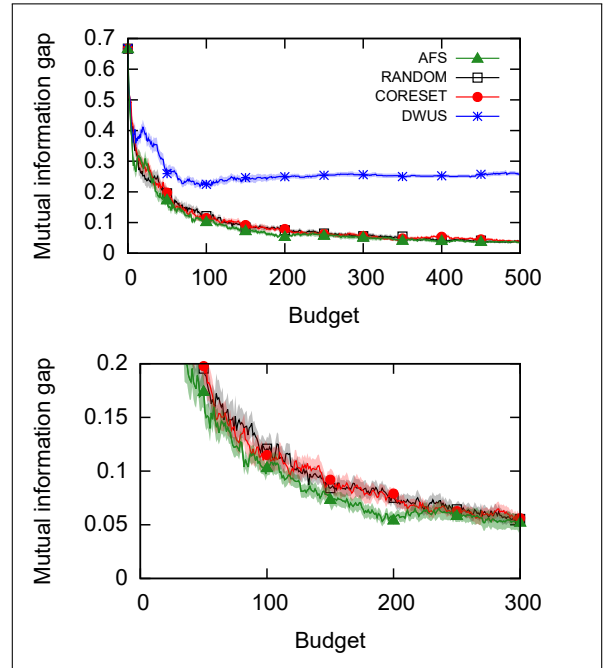 0.7
0.6
0.5
0.4
0.3
0.2
0.1
0
Mutual information gap
AFS
RANDOM
CORESET
DWUS
0 100 200 300 400 500
Budget
0.2
0.15
0.1
0.05
0
Mutual information gap
0 100 200 300
Budget